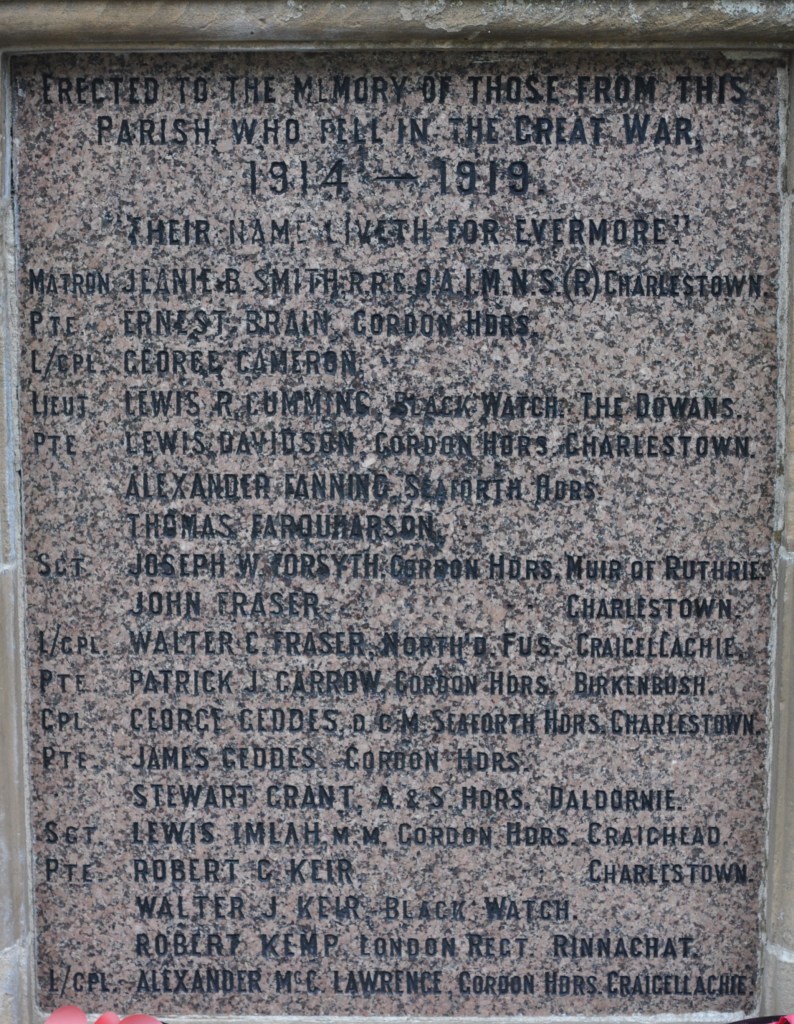 ERECTED TO THE MEMORY OF THOSE FROM THIS
PARISH, WHO FELL IN THE GREAT WAR,
1914 — 1919.
"THEIR NAME LIVETH FOR EVERMORE"
MATRON JEANIE B. SMITH, R.R.C., Q.A.I.M.N.S.(R) CHARLESTOWN.
PTE ERNEST BRAIN, GORDON HDRS.
L/CPL. GEORGE CAMERON,
LIEUT. LEWIS R. CUMMING, BLACK WATCH. THE DOWANS.
PTE LEWIS DAVIDSON, GORDON HDRS. CHARLESTOWN.
ALEXANDER FANNING, SEAFORTH HDRS.
THOMAS FARQUHARSON,
SGT. JOSEPH W. FORSYTH, GORDON HDRS. MUIR OF RUTHRIE.
JOHN FRASER CHARLESTOWN.
L/CPL. WALTER G. FRASER, NORTH'D. FUS. CRAIGELLACHIE.
PTE. PATRICK J. GARROW, GORDON HDRS. BIRKENBUSH.
CPL GEORGE GEDDES, D.C.M. SEAFORTH HDRS. CHARLESTOWN.
PTE. JAMES GEDDES GORDON HDRS.
STEWART GRANT, A. & S. HDRS. DALDORNIE.
SGT. LEWIS IMLAH, M.M. GORDON HDRS. CRAIGHEAD.
PTE. ROBERT G. KEIR CHARLESTOWN.
WALTER J. KEIR, BLACK WATCH.
ROBERT KEMP, LONDON REGT. RINNACHAT.
L/CPL. ALEXANDER McC. LAWRENCE, GORDON HDRS. CRAIGELLACHIE.